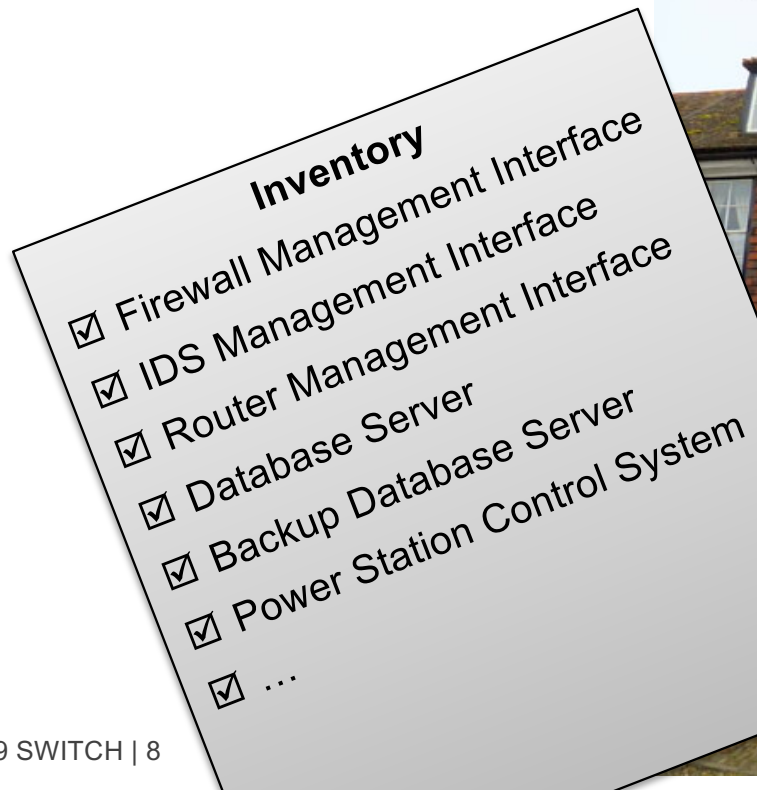 Inventory
☑ Firewall Management Interface
☑ IDS Management Interface
☑ Router Management Interface
☑ Database Server
☑ Backup Database Server
☑ Power Station Control System
☑ …
9 SWITCH | 8